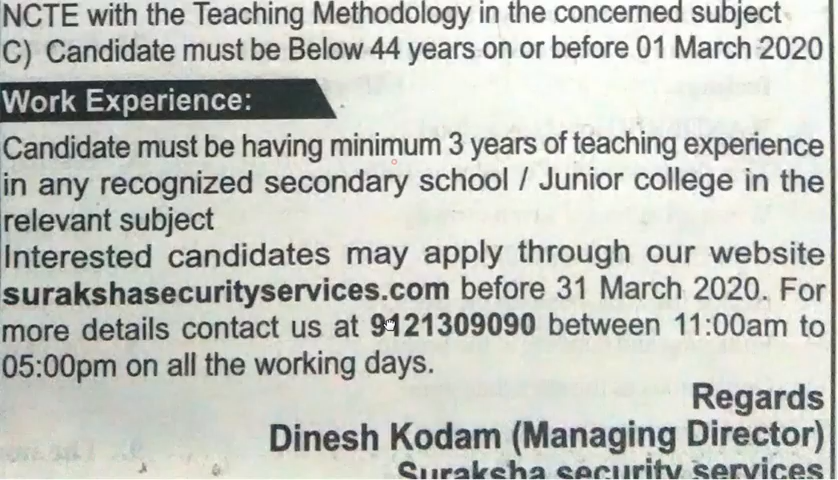 NCTE with the Teaching Methodology in the concerned subject
C) Candidate must be Below 44 years on or before 01 March 2020
Work Experience:
Candidate must be having minimum 3 years of teaching experience
in any recognized secondary school / Junior college in the
relevant subject
Interested candidates may apply through our website
surakshasecurityservices.com before 31 March 2020. For
more details contact us at 9121309090 between 11:00am to
05:00pm on all the working days.
Regards
Dinesh Kodam (Managing Director)
Suraksha security services